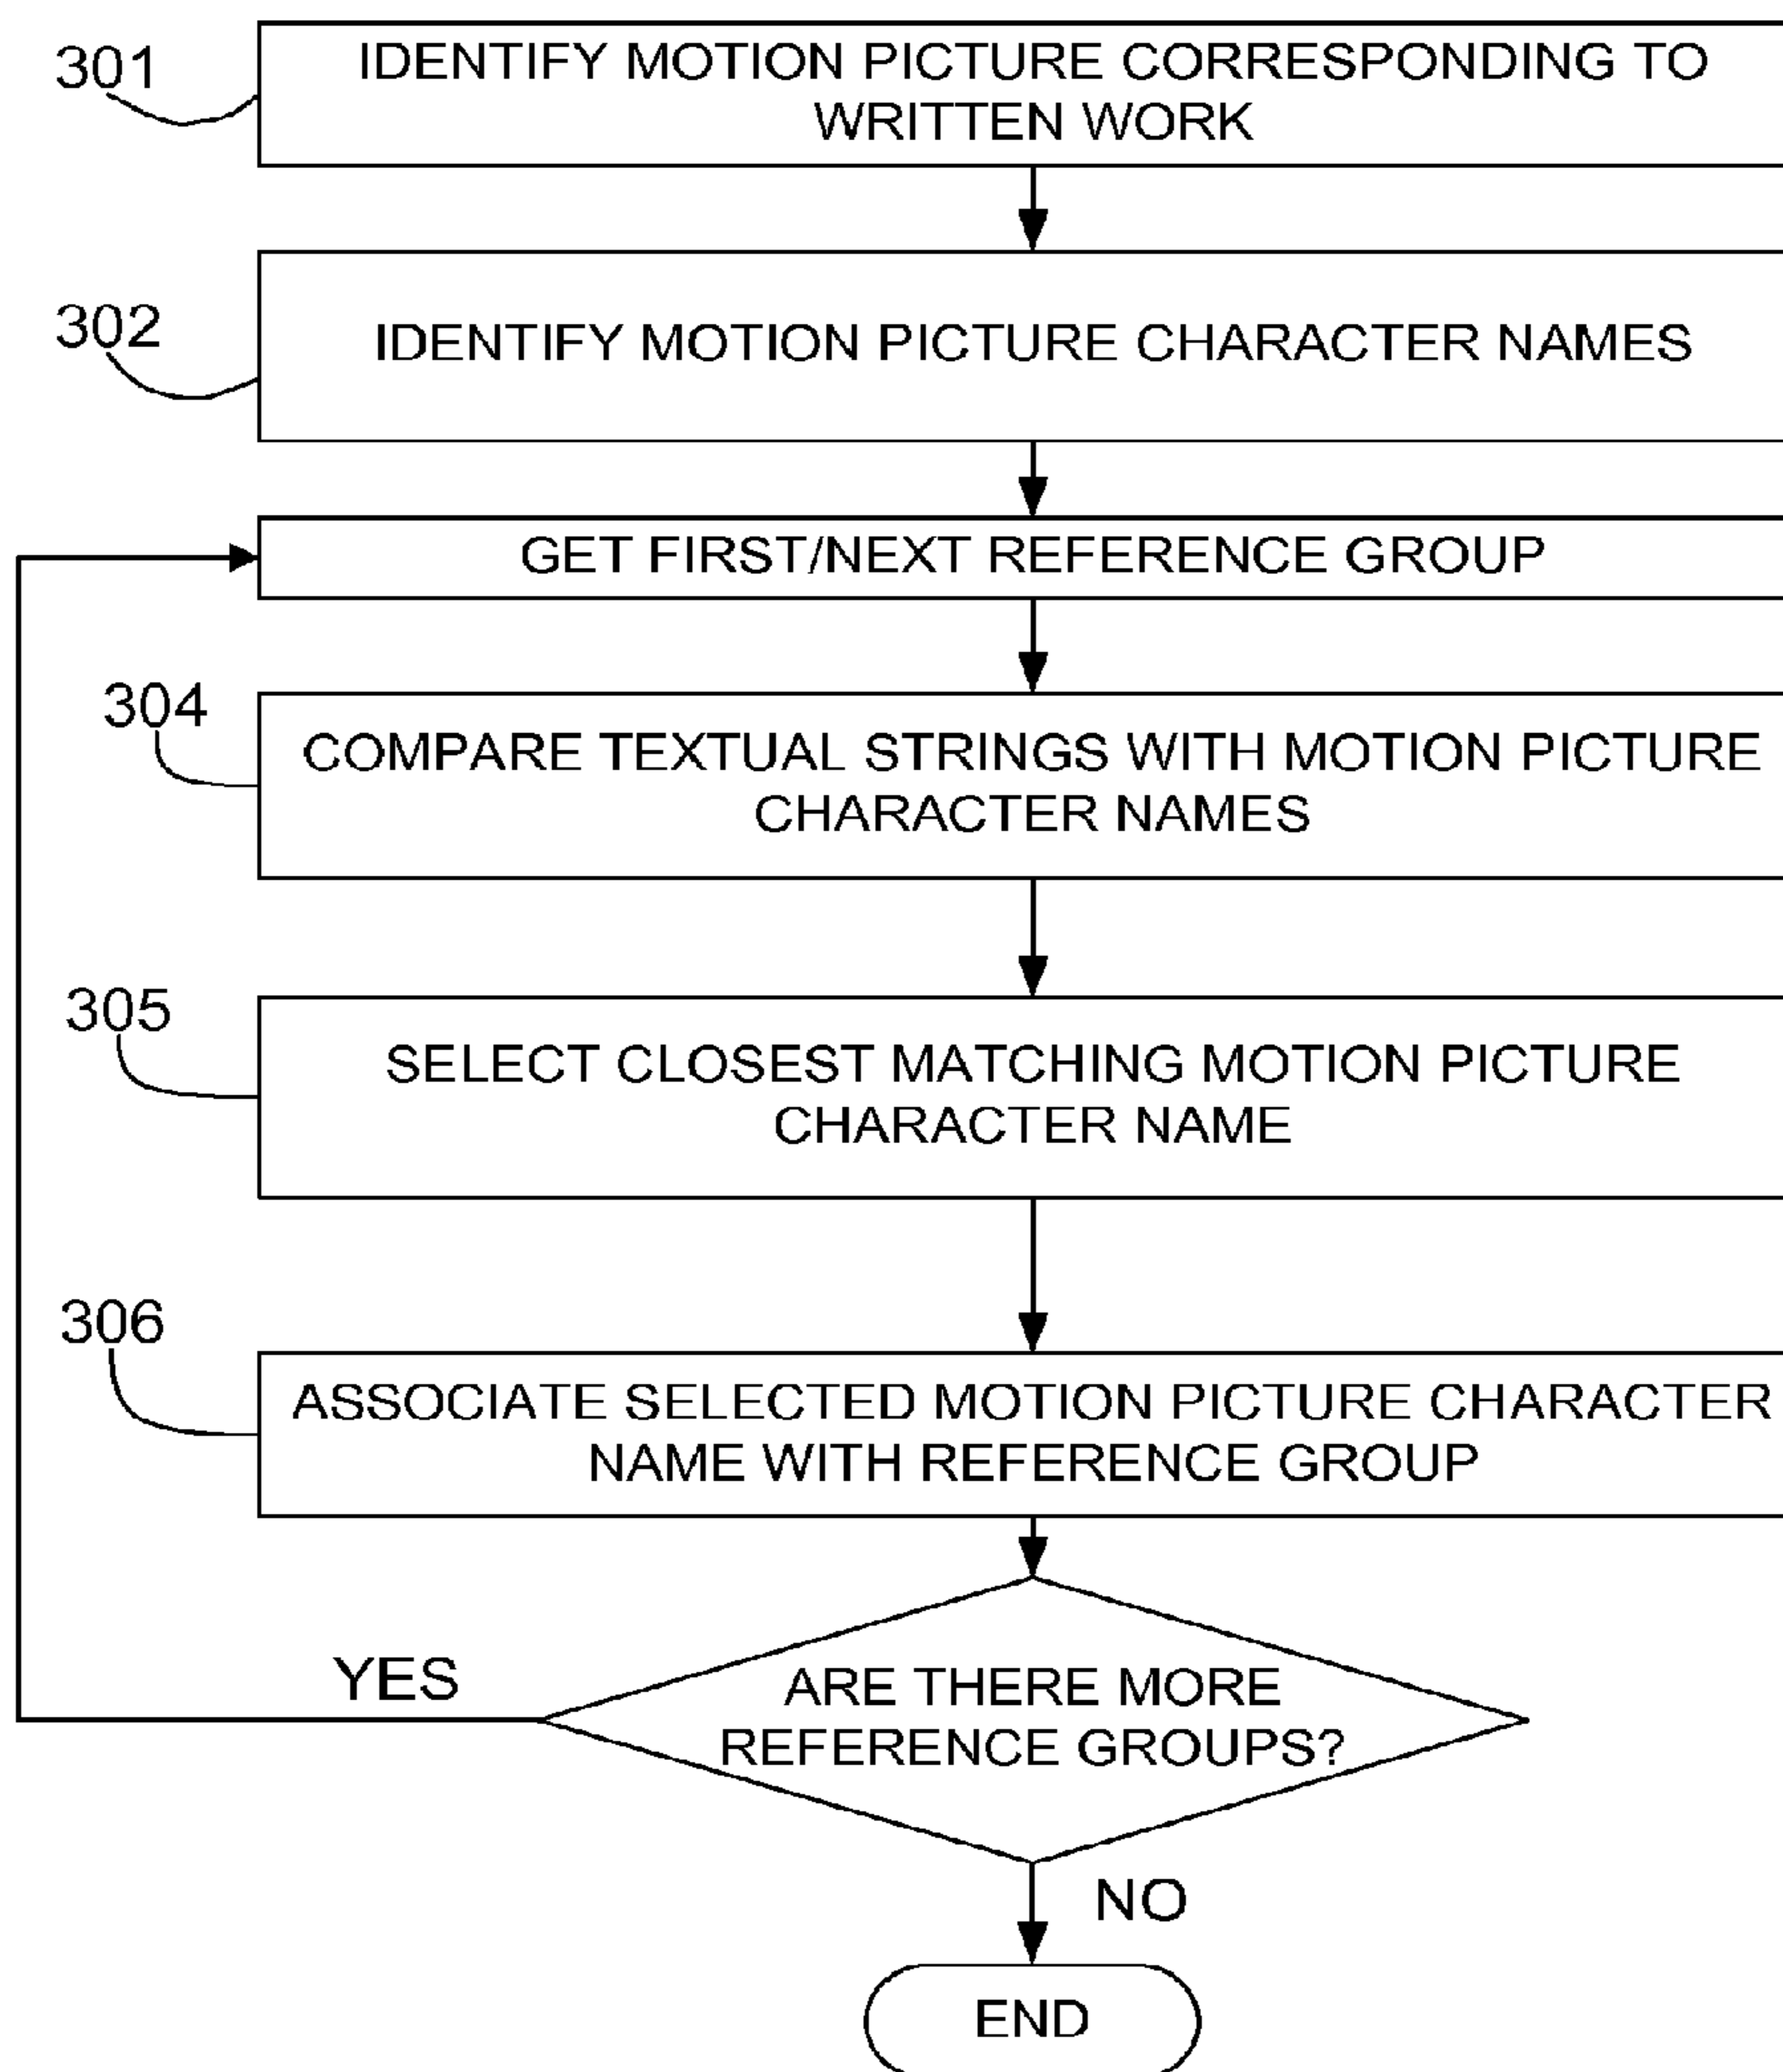 301
IDENTIFY MOTION PICTURE CORRESPONDING TO
WRITTEN WORK
302
IDENTIFY MOTION PICTURE CHARACTER NAMES
GET FIRST/NEXT REFERENCE GROUP
304
COMPARE TEXTUAL STRINGS WITH MOTION PICTURE
CHARACTER NAMES
305
SELECT CLOSEST MATCHING MOTION PICTURE
CHARACTER NAME
306
ASSOCIATE SELECTED MOTION PICTURE CHARACTER
NAME WITH REFERENCE GROUP
YES
ARE THERE MORE
REFERENCE GROUPS?
NO
END